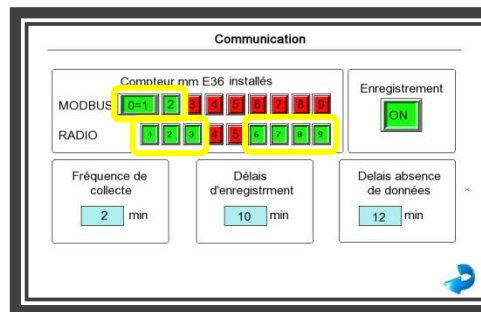 Communication
Compteur mm E36 installés
MODBUS 0=1 2 3 4 5 6 7 8 9
RADIO 1 2 3 4 5 6 7 8 9
Enregistrement
ON
Fréquence de
collecte
2 min
Délais
d'enregistrment
10 min
Delais absence
de données
12 min